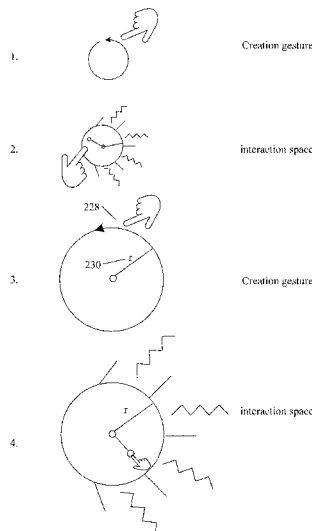 1.
Creation gesture
2.
interaction space
228
230
r
3.
Creation gesture
r
interaction space
4.